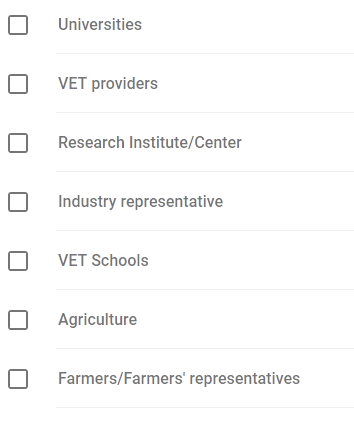 Universities
VET providers
Research Institute/Center
Industry representative
VET Schools
Agriculture
Farmers/Farmers' representatives